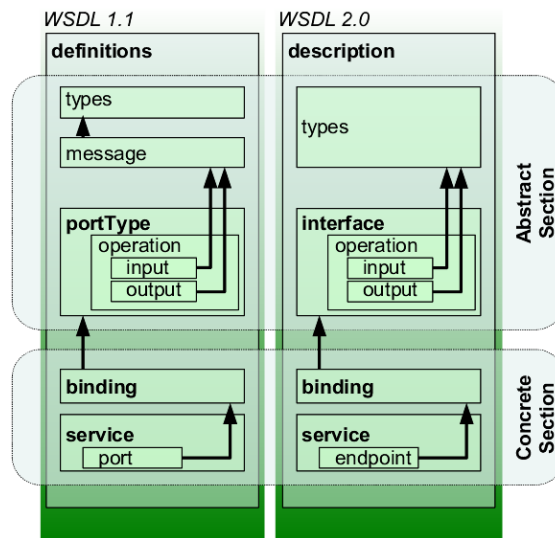 WSDL 1.1
definitions
types
message
portType
operation
input
output
binding
service
port
WSDL 2.0
description
types
interface
operation
input
output
binding
service
endpoint
Abstract
Section
Concrete
Section